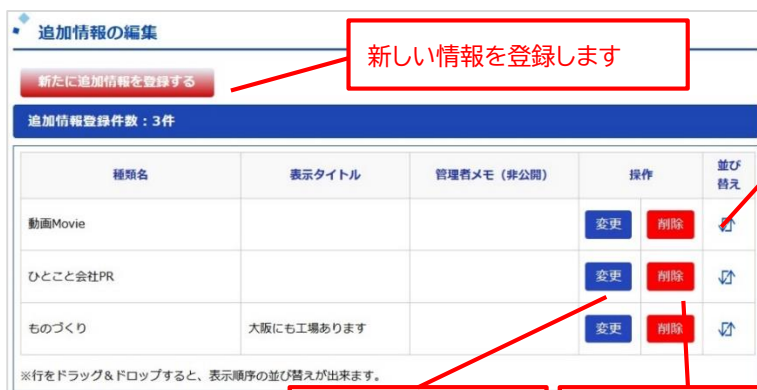 追加情報の編集
新しい情報を登録します
新たに追加情報を登録する
追加情報登録件数：3件
種類名 表示タイトル 管理者メモ（非公開） 操作 並び替え
動画Movie 変更 削除
ひとこと会社PR 変更 削除
ものづくり 大阪にも工場あります 変更 削除
※行をドラッグ＆ドロップすると、表示順序の並び替えが出来ます。